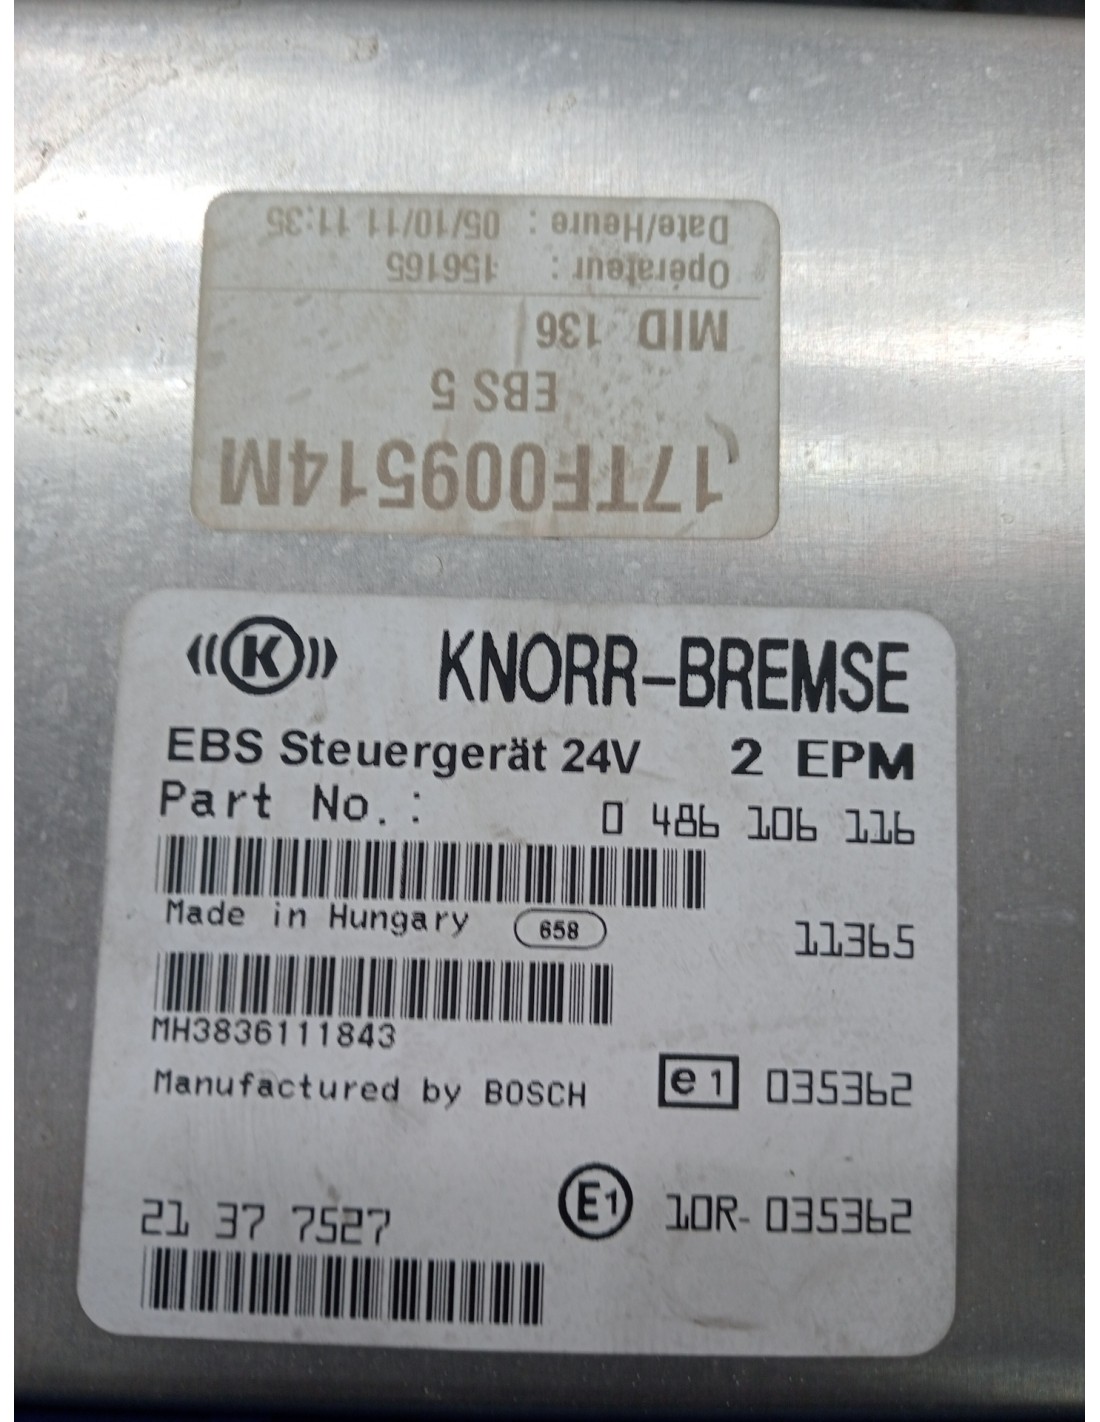 17TF009514M
EBS 5
MID 136
Opérateur : 156165
Date/Heure : 05/10/11 11:35
K KNORR-BREMSE
EBS Steuergerät 24V 2 EPM
Part No.: 0 486 106 116
Made in Hungary 658 11365
MH3836111843
Manufactured by BOSCH e1 035362
21 37 7527 E1 10R-035362